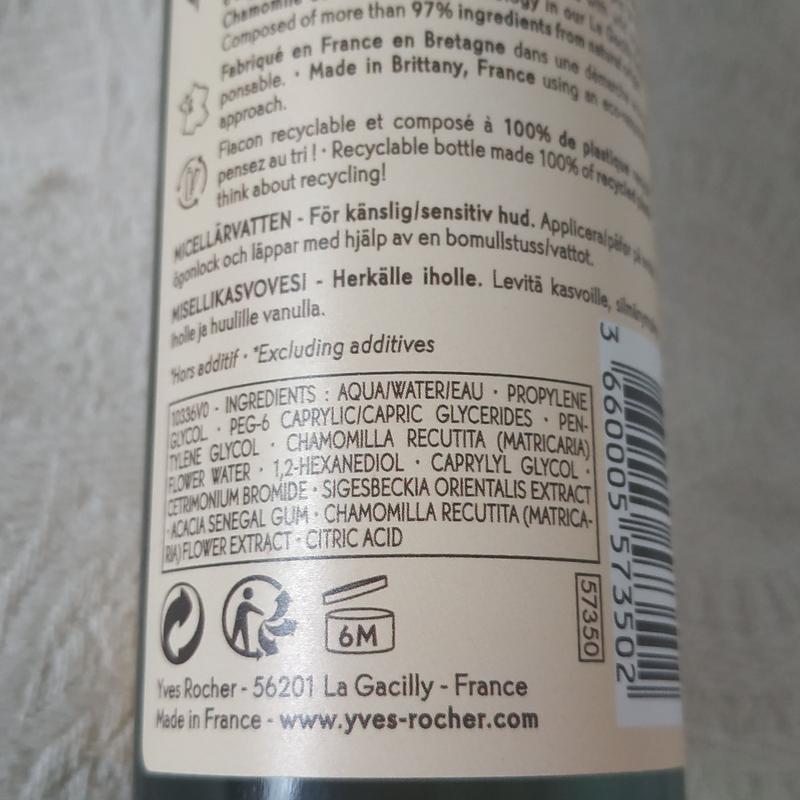 Composed of more than 97% ingredients from natural
Fabriqué en France en Bretagne dans une démarche
ponsable. • Made in Brittany, France using an eco-
approach.
Flacon recyclable et composé à 100% de plastique
pensez au tri ! • Recyclable bottle made 100% of recycled
think about recycling!
MICELLÄRVATTEN - För känslig/sensitiv hud. Appliceras/påfør på
ögonlock och läppar med hjälp av en bomullstuss/vattot.
MISELLIKASVOVESI - Herkälle iholle. Levitä kasvoille,
iholle ja huulille vanulla.
*Hors additif • *Excluding additives
10336V0 - INGREDIENTS : AQUA/WATER/EAU • PROPYLENE
GLYCOL • PEG-6 CAPRYLIC/CAPRIC GLYCERIDES • PEN-
TYLENE GLYCOL • CHAMOMILLA RECUTITA (MATRICARIA)
FLOWER WATER • 1,2-HEXANEDIOL • CAPRYLYL GLYCOL •
CETRIMONIUM BROMIDE • SIGESBECKIA ORIENTALIS EXTRACT
• ACACIA SENEGAL GUM • CHAMOMILLA RECUTITA (MATRICA-
RIA) FLOWER EXTRACT • CITRIC ACID
6M
57350
3 660005 573502
Yves Rocher - 56201 La Gacilly - France
Made in France - www.yves-rocher.com